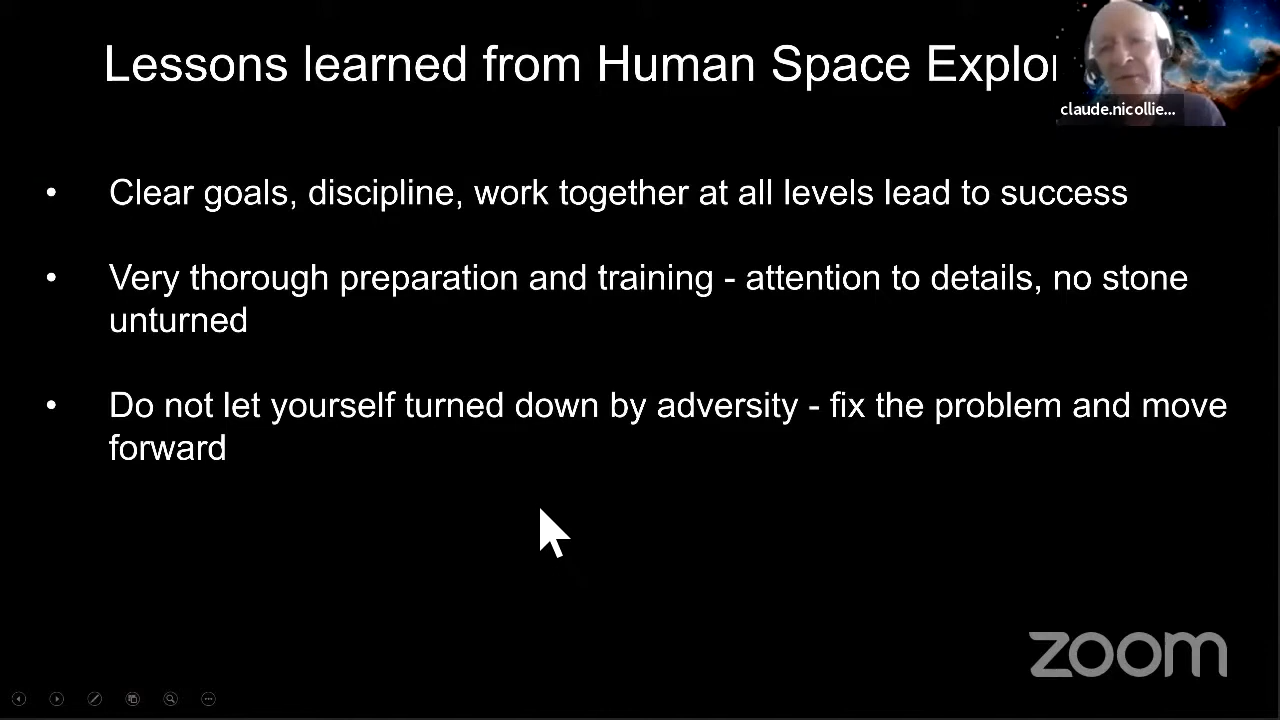 Lessons learned from Human Space Explor
claude.nicollie...
• Clear goals, discipline, work together at all levels lead to success
• Very thorough preparation and training - attention to details, no stone
unturned
• Do not let yourself turned down by adversity - fix the problem and move
forward
zoom